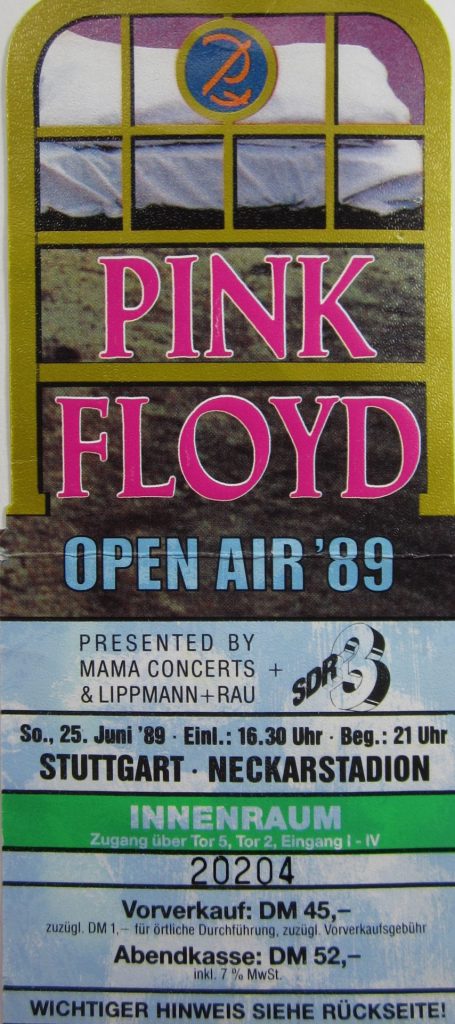 PINK
FLOYD
OPEN AIR '89
PRESENTED BY
MAMA CONCERTS +
& LIPPMANN+RAU
SDR 3
So., 25. Juni '89 · Einl.: 16.30 Uhr · Beg.: 21 Uhr
STUTTGART · NECKARSTADION
INNENRAUM
Zugang über Tor 5, Tor 2, Eingang I - IV
20204
Vorverkauf: DM 45,–
zuzügl. DM 1,– für örtliche Durchführung, zuzügl. Vorverkaufsgebühr
Abendkasse: DM 52,–
inkl. 7 % MwSt.
WICHTIGER HINWEIS SIEHE RÜCKSEITE!